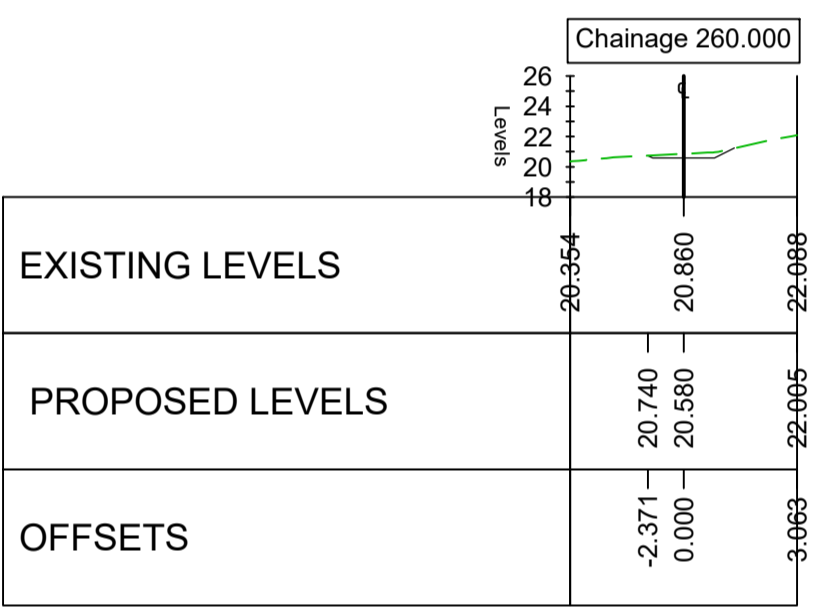 Chainage 260.000
26
24
22
20
18
Levels
℄
EXISTING LEVELS 20.354 20.860 22.088
PROPOSED LEVELS 20.740 20.580 22.005
OFFSETS -2.371 0.000 3.063